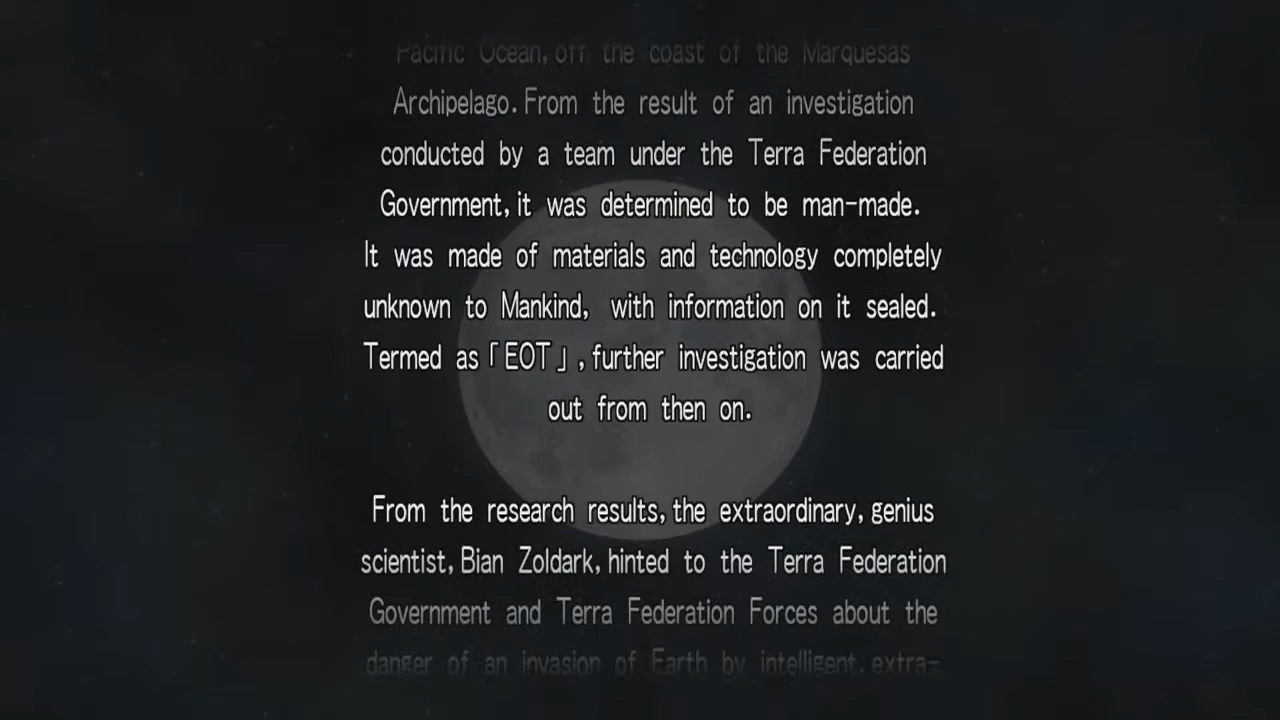 Pacific Ocean, off the coast of the Marquesas
Archipelago. From the result of an investigation
conducted by a team under the Terra Federation
Government, it was determined to be man-made.
It was made of materials and technology completely
unknown to Mankind, with information on it sealed.
Termed as「EOT」, further investigation was carried
out from then on.
From the research results, the extraordinary, genius
scientist, Bian Zoldark, hinted to the Terra Federation
Government and Terra Federation Forces about the
danger of an invasion of Earth by intelligent, extra-